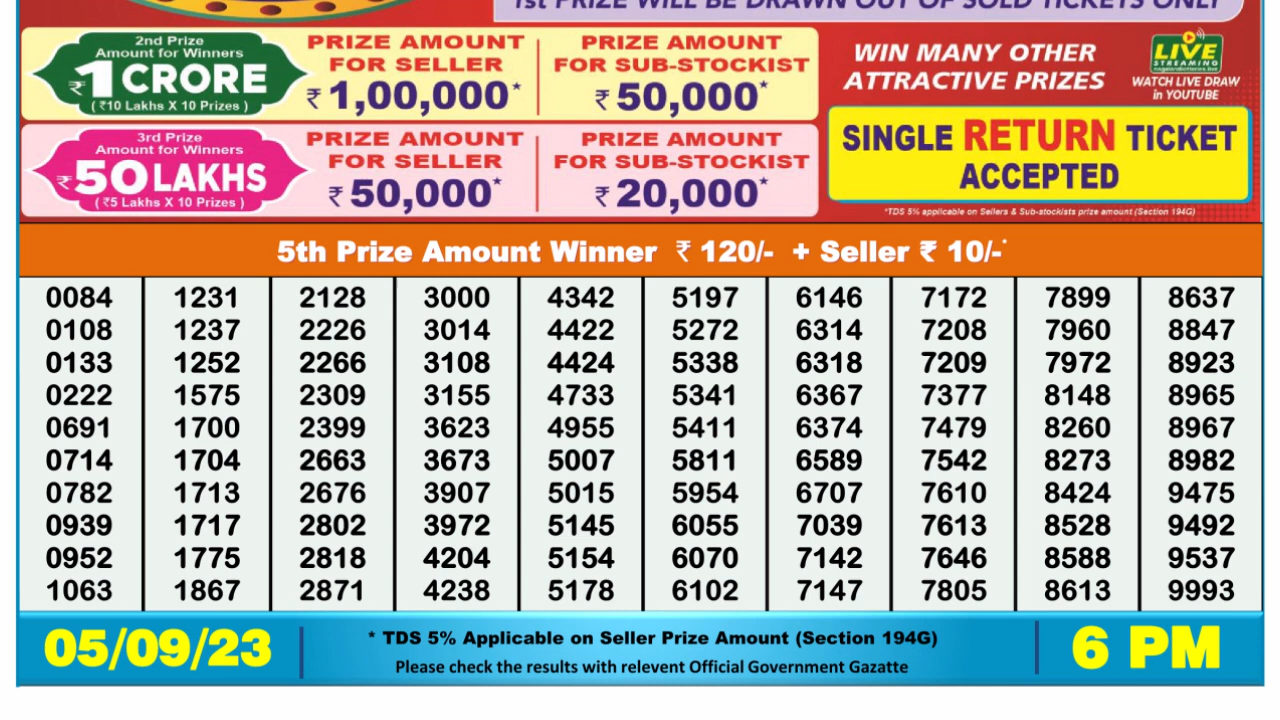 1st PRIZE WILL BE DRAWN OUT OF SOLD TICKETS ONLY
2nd Prize
Amount for Winners
₹1 CRORE
( ₹10 Lakhs X 10 Prizes )
PRIZE AMOUNT
FOR SELLER
₹ 1,00,000*
PRIZE AMOUNT
FOR SUB-STOCKIST
₹ 50,000*
3rd Prize
Amount for Winners
₹50 LAKHS
( ₹5 Lakhs X 10 Prizes )
PRIZE AMOUNT
FOR SELLER
₹ 50,000*
PRIZE AMOUNT
FOR SUB-STOCKIST
₹ 20,000*
WIN MANY OTHER
ATTRACTIVE PRIZES
LIVE
STREAMING
WATCH LIVE DRAW
in YOUTUBE
SINGLE RETURN TICKET
ACCEPTED
*TDS 5% applicable on Sellers & Sub-stockists prize amount (Section 194G)
5th Prize Amount Winner ₹ 120/- + Seller ₹ 10/-*
0084 1231 2128 3000 4342 5197 6146 7172 7899 8637
0108 1237 2226 3014 4422 5272 6314 7208 7960 8847
0133 1252 2266 3108 4424 5338 6318 7209 7972 8923
0222 1575 2309 3155 4733 5341 6367 7377 8148 8965
0691 1700 2399 3623 4955 5411 6374 7479 8260 8967
0714 1704 2663 3673 5007 5811 6589 7542 8273 8982
0782 1713 2676 3907 5015 5954 6707 7610 8424 9475
0939 1717 2802 3972 5145 6055 7039 7613 8528 9492
0952 1775 2818 4204 5154 6070 7142 7646 8588 9537
1063 1867 2871 4238 5178 6102 7147 7805 8613 9993
05/09/23
* TDS 5% Applicable on Seller Prize Amount (Section 194G)
Please check the results with relevent Official Government Gazatte
6 PM